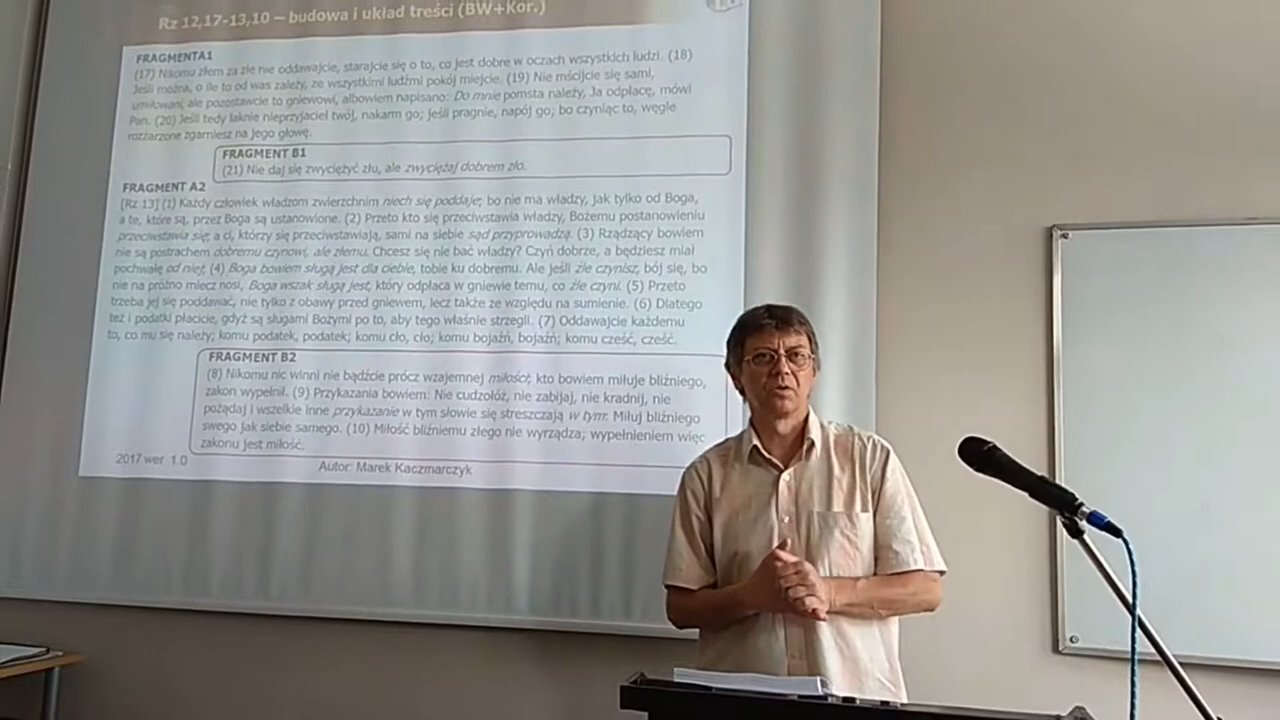 Rz 12,17-13,10 – budowa i układ treści (BW+Kor.)
FRAGMENTA1
(17) Nikomu złem za złe nie oddawajcie, starajcie się o to, co jest dobre w oczach wszystkich ludzi. (18)
Jeśli można, o ile to od was zależy, ze wszystkimi ludźmi pokój miejcie. (19) Nie mścijcie się sami,
umiłowani, ale pozostawcie to gniewowi, albowiem napisano: Do mnie pomsta należy, Ja odpłacę, mówi
Pan. (20) Jeśli tedy łaknie nieprzyjaciel twój, nakarm go; jeśli pragnie, napój go; bo czyniąc to, węgle
rozżarzone zgarniesz na jego głowę.
FRAGMENT B1
(21) Nie daj się zwyciężyć złu, ale zwyciężaj dobrem zło.
FRAGMENT A2
[Rz 13] (1) Każdy człowiek władzom zwierzchnim niech się poddaje; bo nie ma władzy, jak tylko od Boga,
a te, które są, przez Boga są ustanowione. (2) Przeto kto się przeciwstawia władzy, Bożemu postanowieniu
przeciwstawia się; a ci, którzy się przeciwstawiają, sami na siebie sąd przyprowadzą. (3) Rządzący bowiem
nie są postrachem dobremu czynowi, ale złemu. Chcesz się nie bać władzy? Czyń dobrze, a będziesz miał
pochwałę od niej; (4) Boga bowiem sługą jest dla ciebie, tobie ku dobremu. Ale jeśli źle czynisz, bój się, bo
nie na próżno miecz nosi, Boga wszak sługą jest, który odpłaca w gniewie temu, co źle czyni. (5) Przeto
trzeba jej się poddawać, nie tylko z obawy przed gniewem, lecz także ze względu na sumienie. (6) Dlatego
też i podatki płacicie, gdyż są sługami Bożymi po to, aby tego właśnie strzegli. (7) Oddawajcie każdemu
to, co mu się należy; komu podatek, podatek; komu cło, cło; komu bojaźń, bojaźń; komu cześć, cześć.
FRAGMENT B2
(8) Nikomu nic winni nie bądźcie prócz wzajemnej miłości; kto bowiem miłuje bliźniego,
zakon wypełnił. (9) Przykazania bowiem: Nie cudzołóż, nie zabijaj, nie kradnij, nie
pożądaj i wszelkie inne przykazanie w tym słowie się streszczają w tym: Miłuj bliźniego
swego jak siebie samego. (10) Miłość bliźniemu złego nie wyrządza; wypełnieniem więc
zakonu jest miłość.
2017 wer 1.0
Autor: Marek Kaczmarczyk